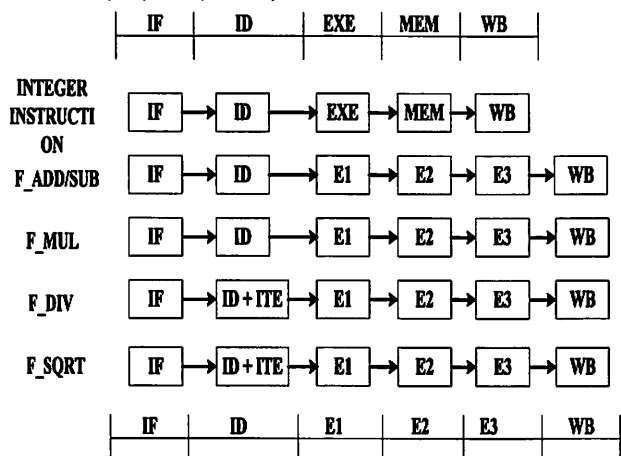 IF ID EXE MEM WB
INTEGER
INSTRUCTI
ON
IF ID EXE MEM WB
F_ADD/SUB IF ID E1 E2 E3 WB
F_MUL IF ID E1 E2 E3 WB
F_DIV IF ID + ITE E1 E2 E3 WB
F_SQRT IF ID + ITE E1 E2 E3 WB
IF ID E1 E2 E3 WB